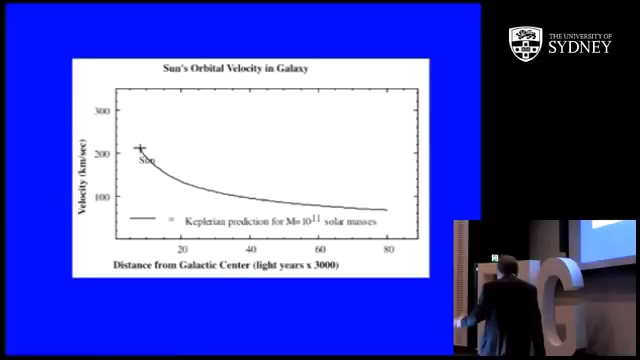 THE UNIVERSITY OF
SYDNEY
Sun's Orbital Velocity in Galaxy
300
200
100
Velocity (km/sec)
Sun
= Keplerian prediction for M=10^11 solar masses
20 40 60 80
Distance from Galactic Center (light years x 3000)
G